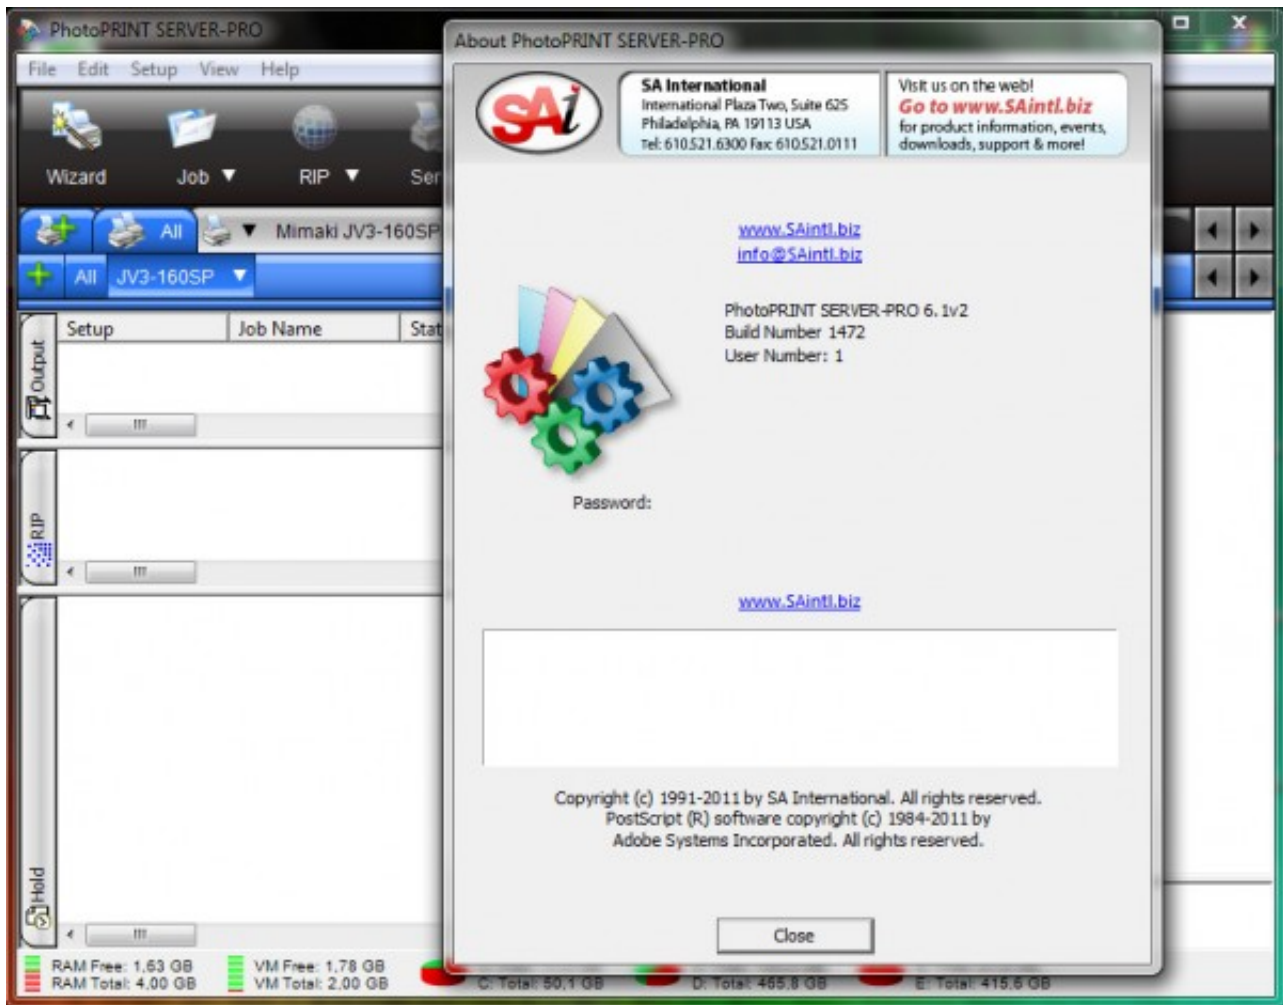 PhotoPRINT SERVER-PRO
File Edit Setup View Help
Wizard Job RIP Ser
All Mimaki JV3-160SP
All JV3-160SP
Setup Job Name Stat
Output
RIP
Hold
RAM Free: 1,63 GB VM Free: 1,78 GB
RAM Total: 4,00 GB VM Total: 2,00 GB C: Total: 50,1 GB D: Total: 465,8 GB E: Total: 415,6 GB
About PhotoPRINT SERVER-PRO
SAi
SA International
International Plaza Two, Suite 625
Philadelphia, PA 19113 USA
Tel: 610.521.6300 Fax: 610.521.0111
Visit us on the web!
Go to www.SAintl.biz
for product information, events,
downloads, support & more!
www.SAintl.biz
info@SAintl.biz
PhotoPRINT SERVER-PRO 6.1v2
Build Number 1472
User Number: 1
Password:
www.SAintl.biz
Copyright (c) 1991-2011 by SA International. All rights reserved.
PostScript (R) software copyright (c) 1984-2011 by
Adobe Systems Incorporated. All rights reserved.
Close